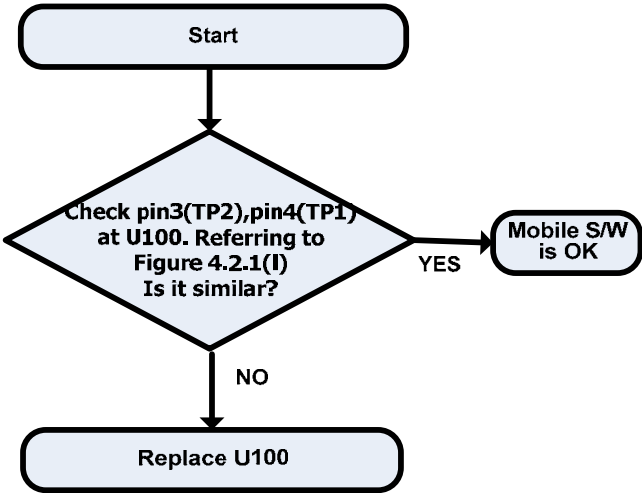 Start
Check pin3(TP2),pin4(TP1)
at U100. Referring to
Figure 4.2.1(l)
Is it similar?
YES
Mobile S/W
is OK
NO
Replace U100